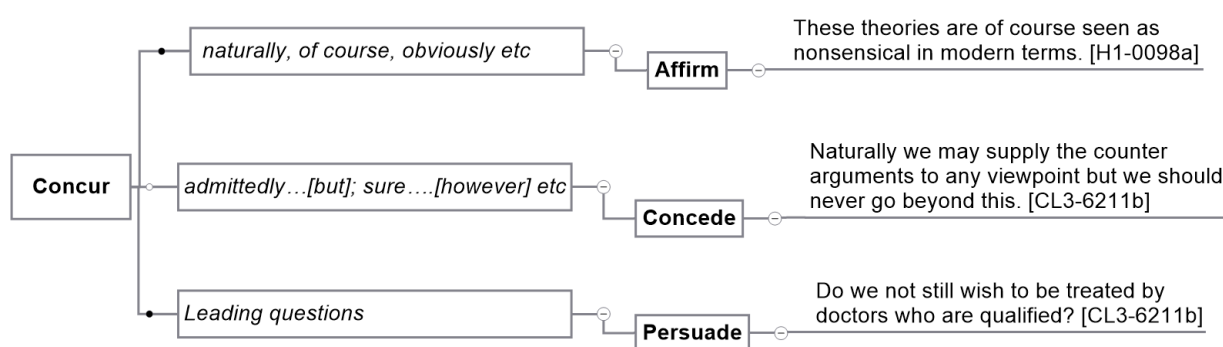 Concur
naturally, of course, obviously etc
Affirm
These theories are of course seen as
nonsensical in modern terms. [H1-0098a]
admittedly…[but]; sure….[however] etc
Concede
Naturally we may supply the counter
arguments to any viewpoint but we should
never go beyond this. [CL3-6211b]
Leading questions
Persuade
Do we not still wish to be treated by
doctors who are qualified? [CL3-6211b]